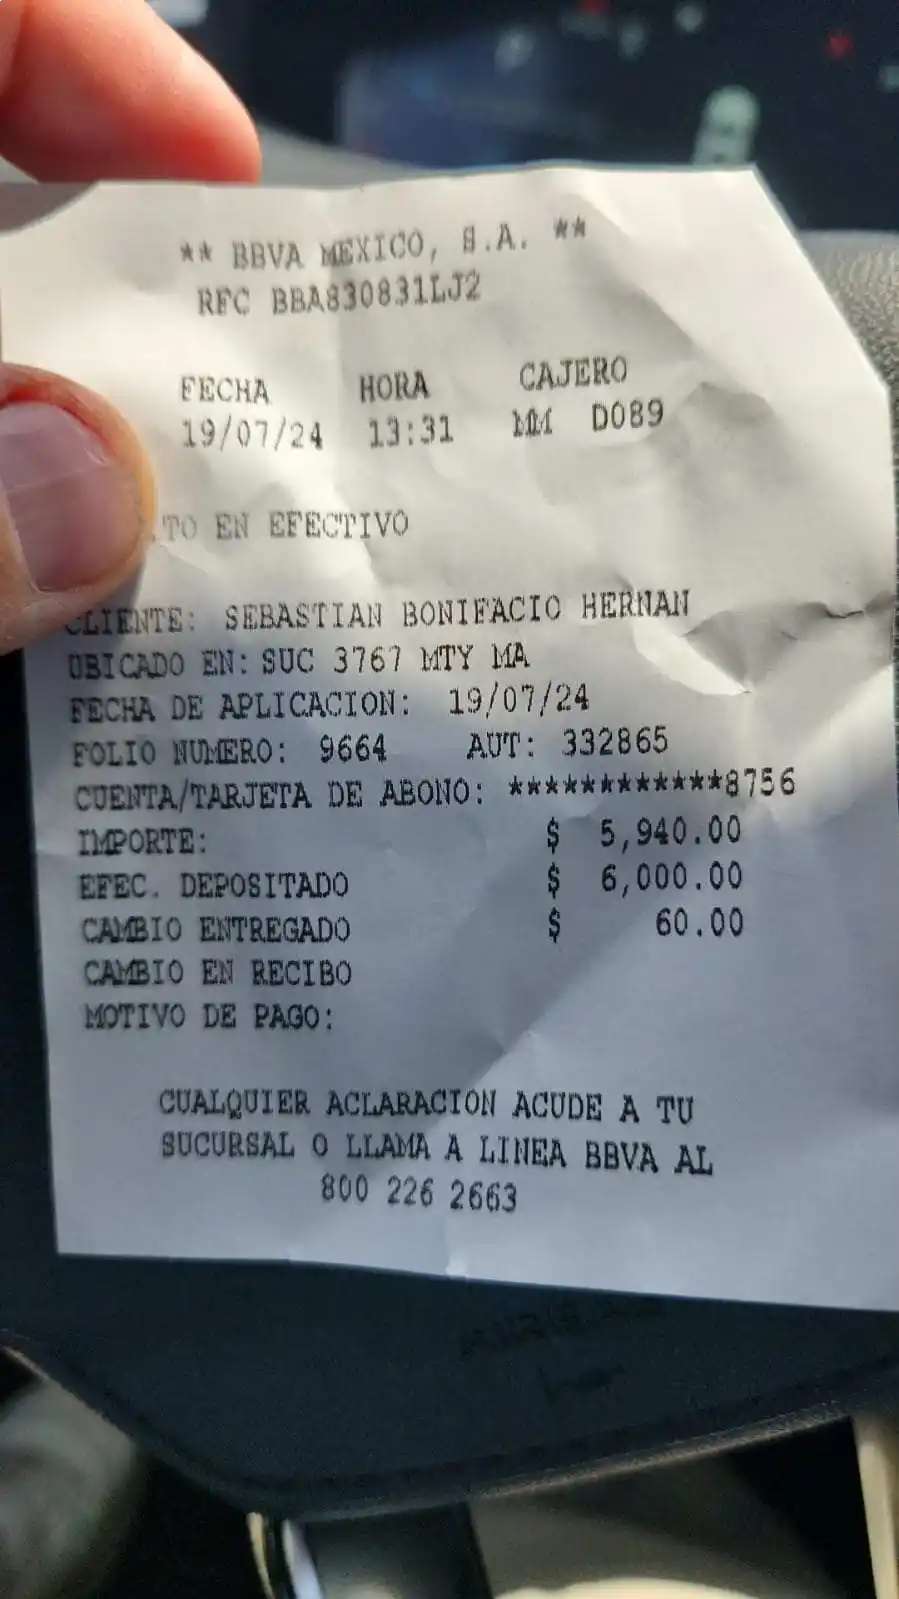 ** BBVA MEXICO, S.A. **
RFC BBA830831LJ2
FECHA HORA CAJERO
19/07/24 13:31 MM D089
TO EN EFECTIVO
CLIENTE: SEBASTIAN BONIFACIO HERNAN
UBICADO EN: SUC 3767 MTY MA
FECHA DE APLICACION: 19/07/24
FOLIO NUMERO: 9664 AUT: 332865
CUENTA/TARJETA DE ABONO: ************8756
IMPORTE: $ 5,940.00
EFEC. DEPOSITADO $ 6,000.00
CAMBIO ENTREGADO $ 60.00
CAMBIO EN RECIBO
MOTIVO DE PAGO:
CUALQUIER ACLARACION ACUDE A TU
SUCURSAL O LLAMA A LINEA BBVA AL
800 226 2663